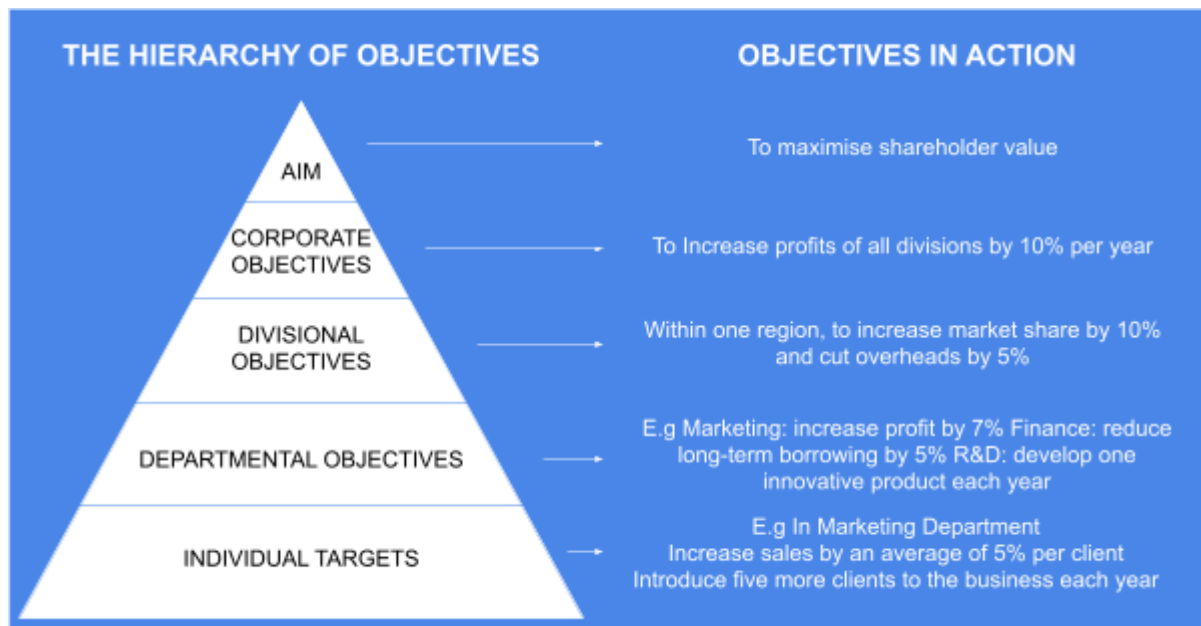 THE HIERARCHY OF OBJECTIVES
OBJECTIVES IN ACTION
AIM
To maximise shareholder value
CORPORATE
OBJECTIVES
To Increase profits of all divisions by 10% per year
DIVISIONAL
OBJECTIVES
Within one region, to increase market share by 10%
and cut overheads by 5%
DEPARTMENTAL OBJECTIVES
E.g Marketing: increase profit by 7% Finance: reduce
long-term borrowing by 5% R&D: develop one
innovative product each year
INDIVIDUAL TARGETS
E.g In Marketing Department
Increase sales by an average of 5% per client
Introduce five more clients to the business each year